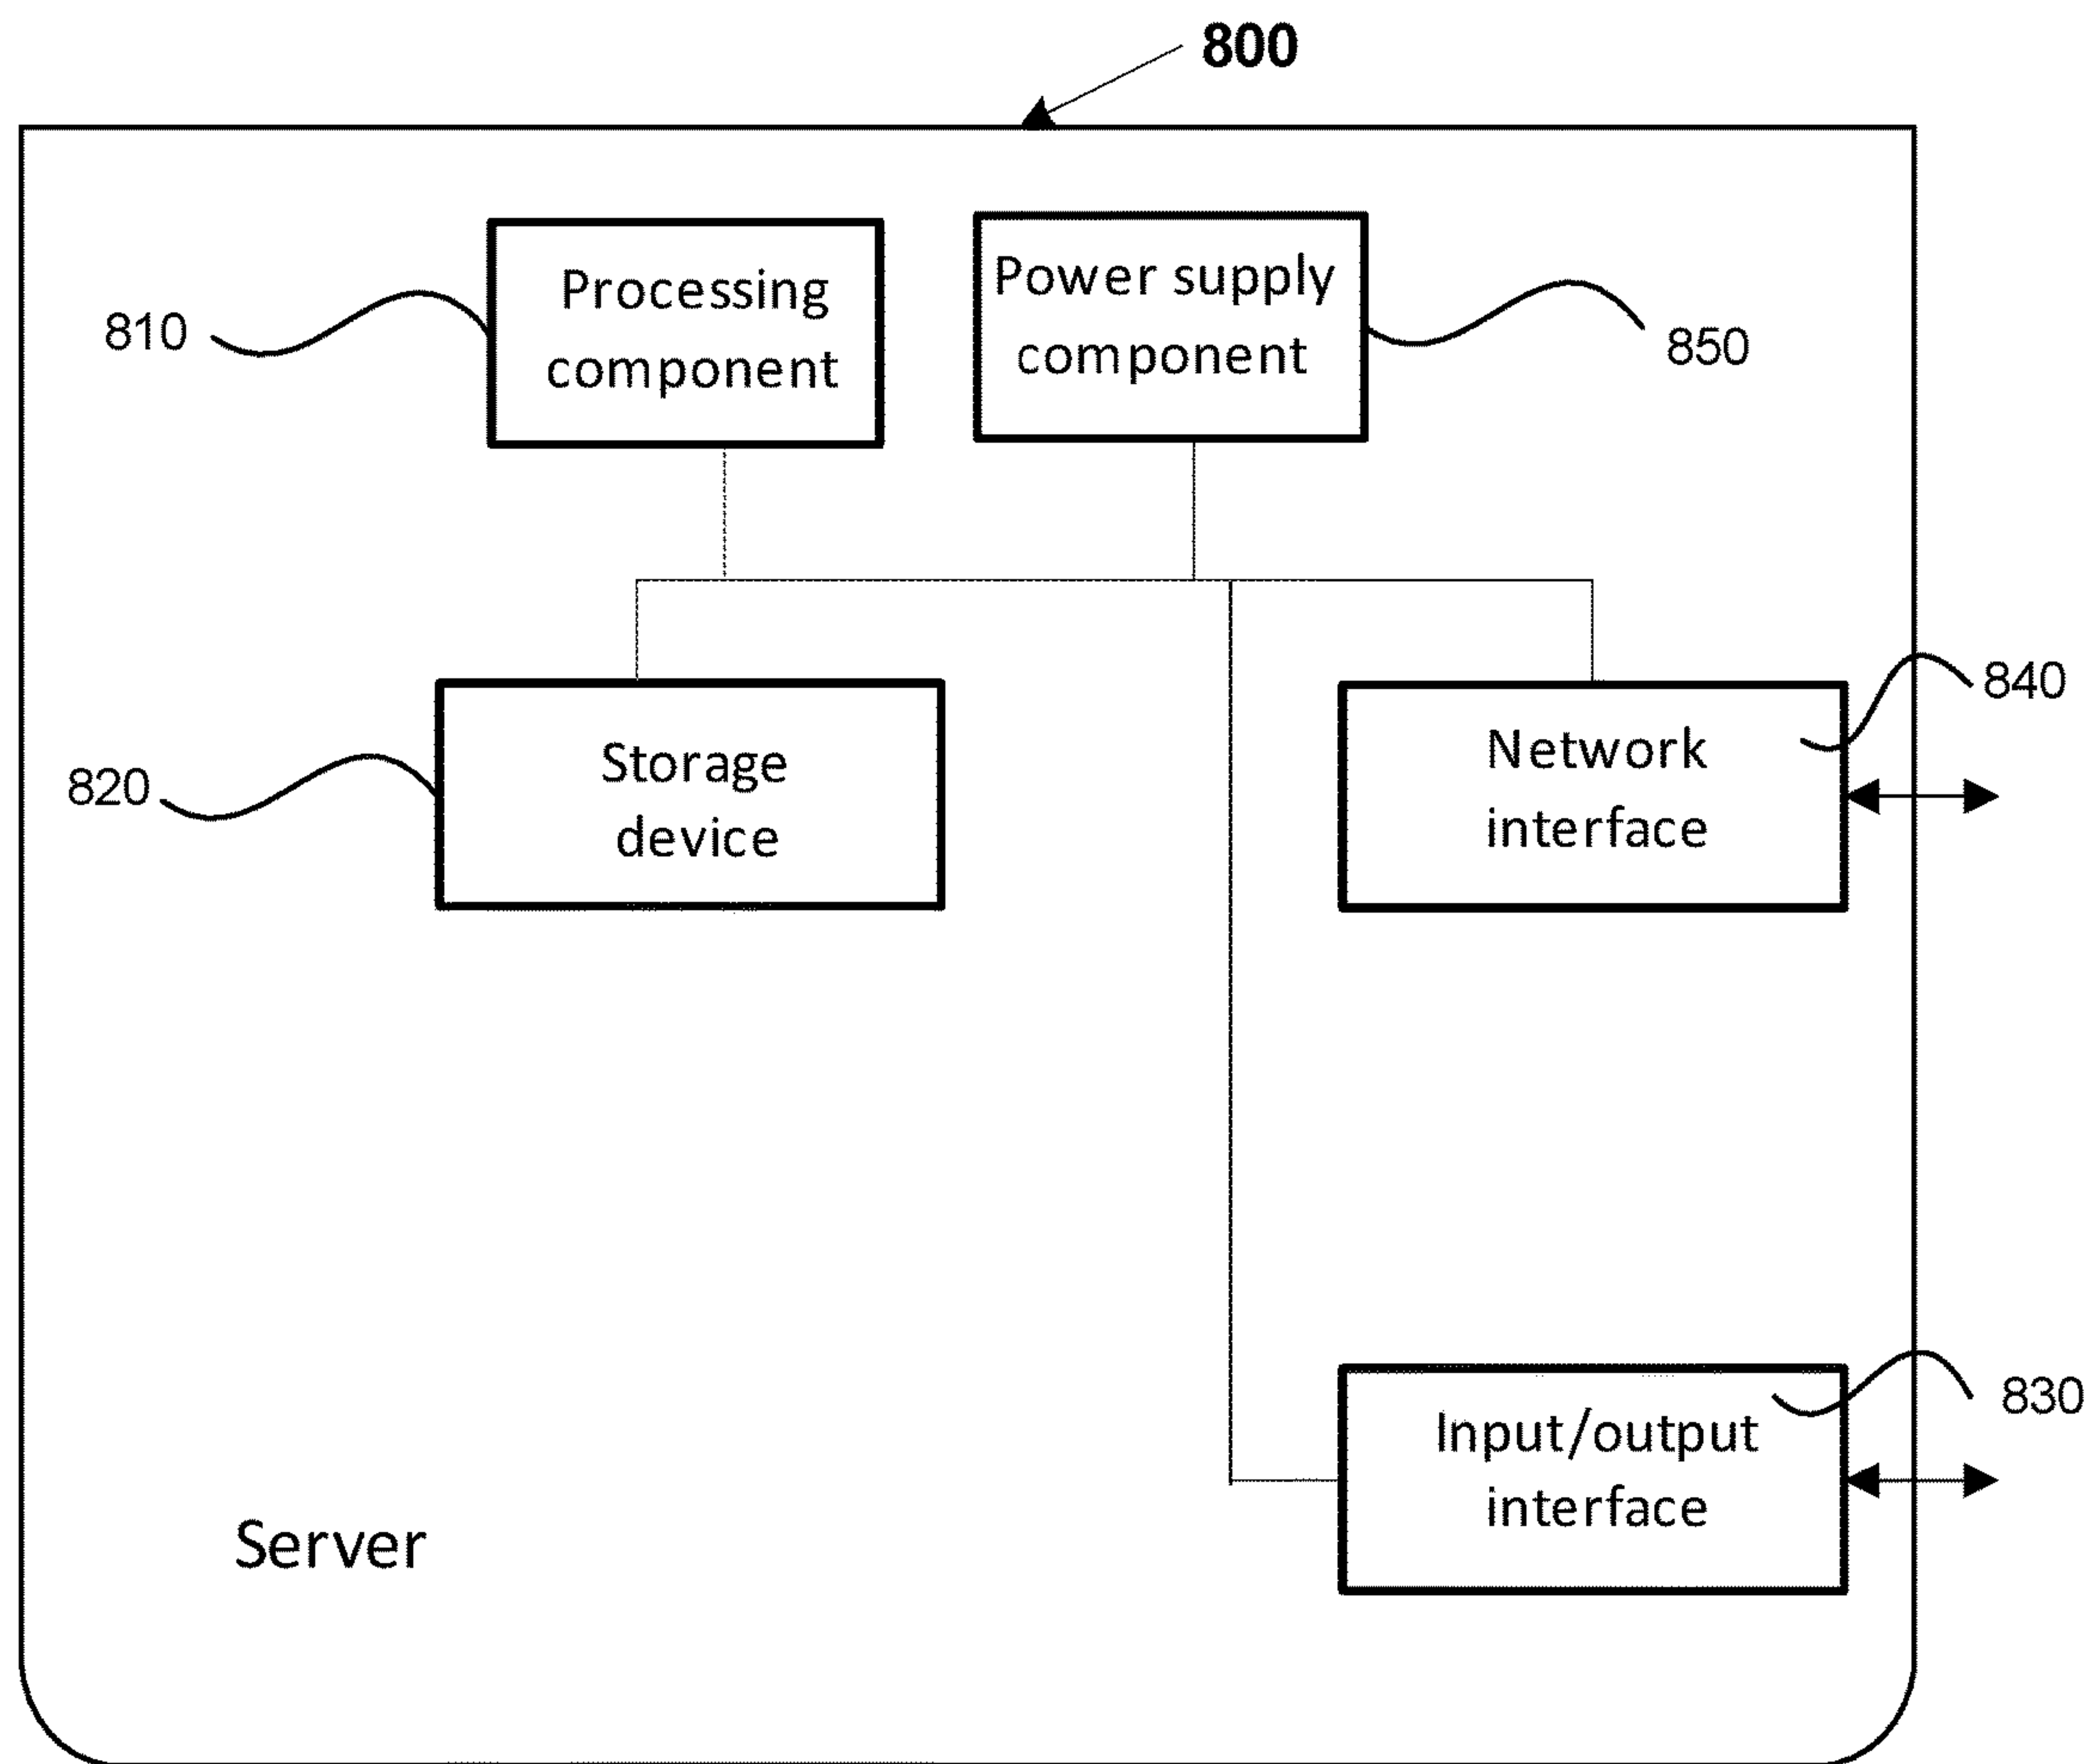 800
Processing
component
810
Power supply
component
850
Storage
device
820
Network
interface
840
Input/output
interface
830
Server